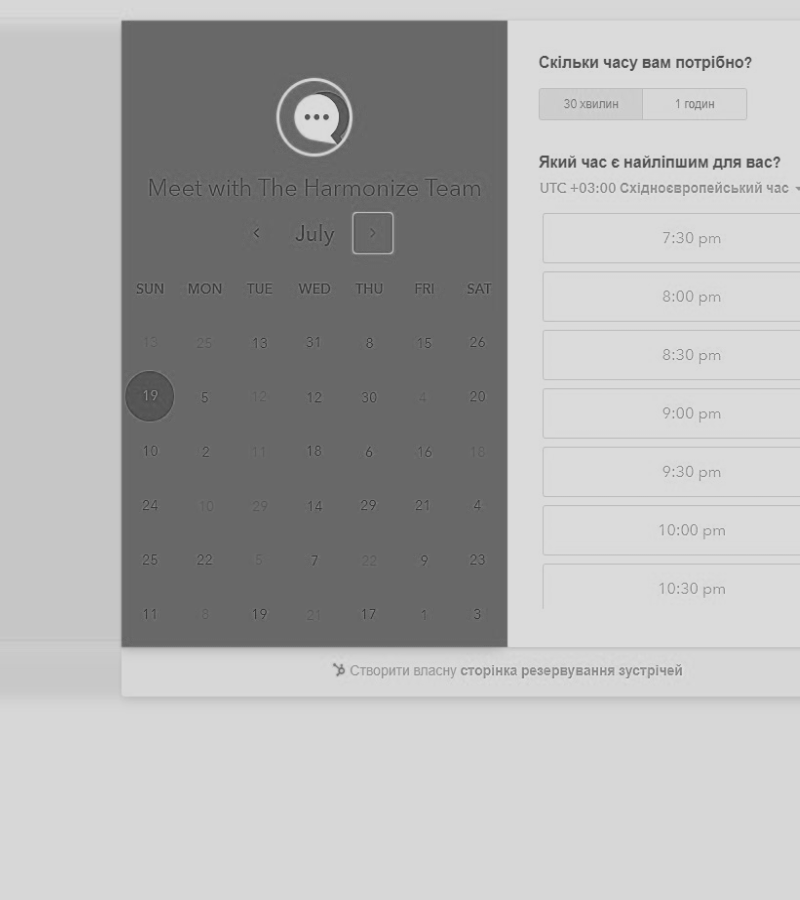 Meet with The Harmonize Team
July
SUN MON TUE WED THU FRI SAT
13 25 13 31 8 15 26
19 5 12 12 30 4 20
10 2 11 18 6 16 18
24 10 29 14 29 21 4
25 22 5 7 22 9 23
11 8 19 21 17 1 3
Скільки часу вам потрібно?
30 хвилин 1 годин
Який час є найліпшим для вас?
UTC +03:00 Східноєвропейський час
7:30 pm
8:00 pm
8:30 pm
9:00 pm
9:30 pm
10:00 pm
10:30 pm
Створити власну сторінка резервування зустрічей